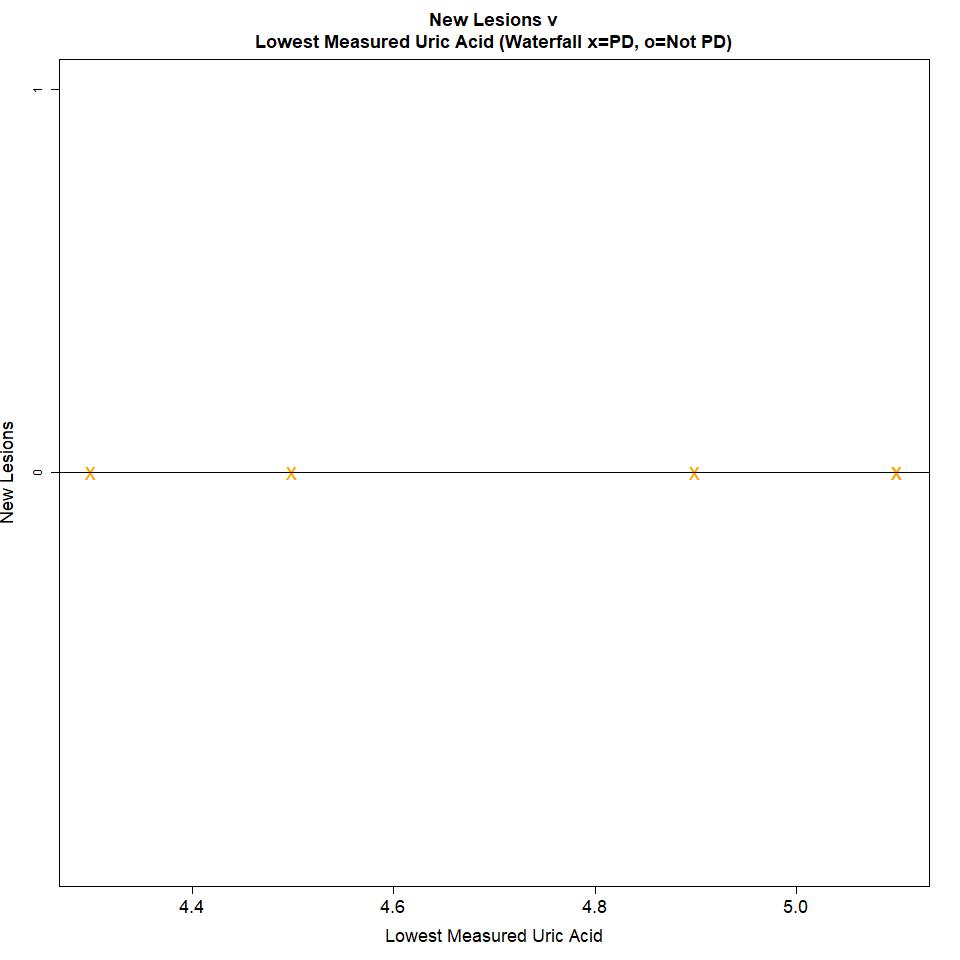 New Lesions v
Lowest Measured Uric Acid (Waterfall x=PD, o=Not PD)
1
0
New Lesions
x x x x
4.4 4.6 4.8 5.0
Lowest Measured Uric Acid